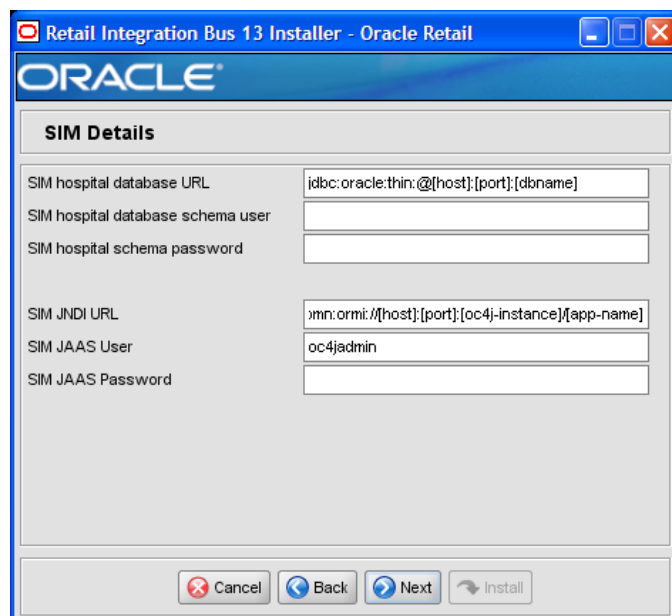 Retail Integration Bus 13 Installer - Oracle Retail
ORACLE®
SIM Details
SIM hospital database URL jdbc:oracle:thin:@[host]:[port]:[dbname]
SIM hospital database schema user
SIM hospital schema password
SIM JNDI URL omn:ormi://[host]:[port]:[oc4j-instance]/[app-name]
SIM JAAS User oc4jadmin
SIM JAAS Password
Cancel Back Next Install